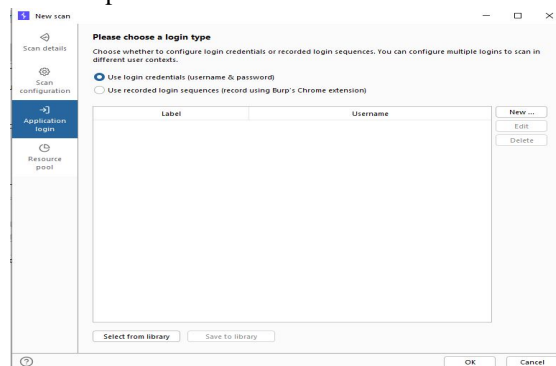 New scan
Scan details
Scan
configuration
Application
login
Resource
pool
Please choose a login type
Choose whether to configure login credentials or recorded login sequences. You can configure multiple logins to scan in
different user contexts.
Use login credentials (username & password)
Use recorded login sequences (record using Burp's Chrome extension)
Label Username
New ...
Edit
Delete
Select from library Save to library
OK Cancel